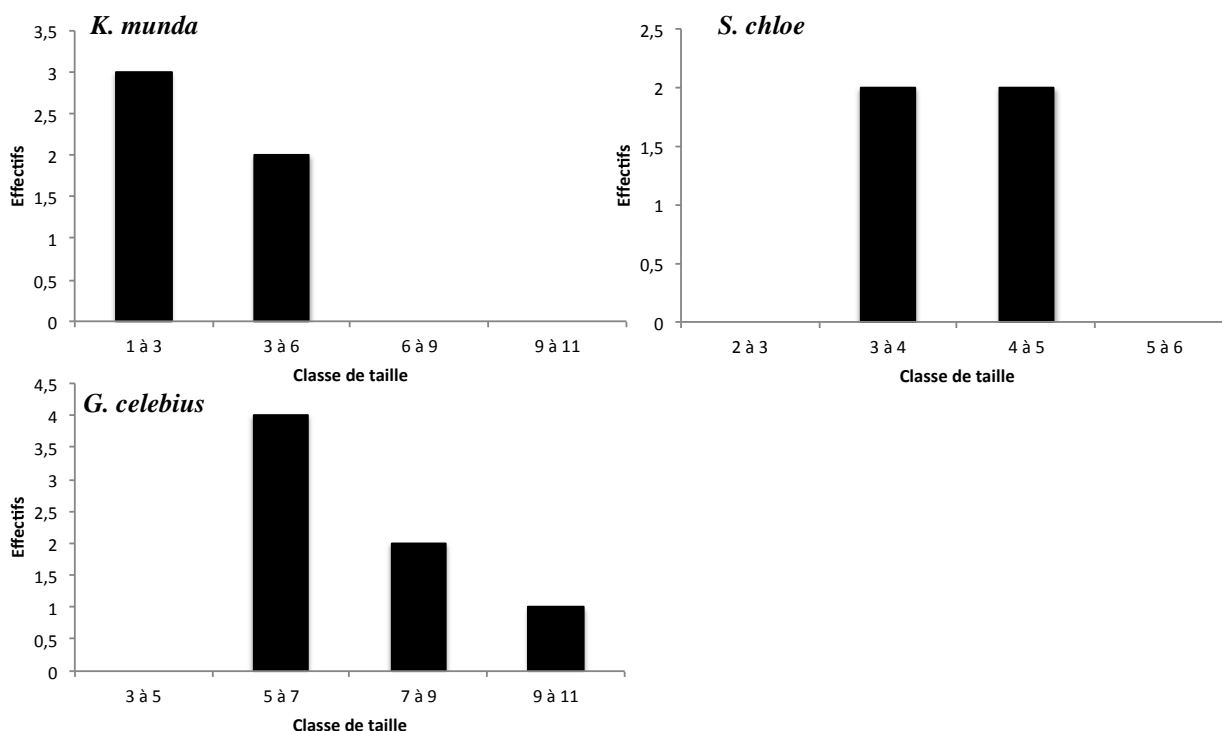 K. munda
3,5
3
2,5
2
1,5
1
0,5
0
Effectifs
1 à 3 3 à 6 6 à 9 9 à 11
Classe de taille
S. chloe
2,5
2
1,5
1
0,5
0
Effectifs
2 à 3 3 à 4 4 à 5 5 à 6
Classe de taille
G. celebius
4,5
4
3,5
3
2,5
2
1,5
1
0,5
0
Effectifs
3 à 5 5 à 7 7 à 9 9 à 11
Classe de taille